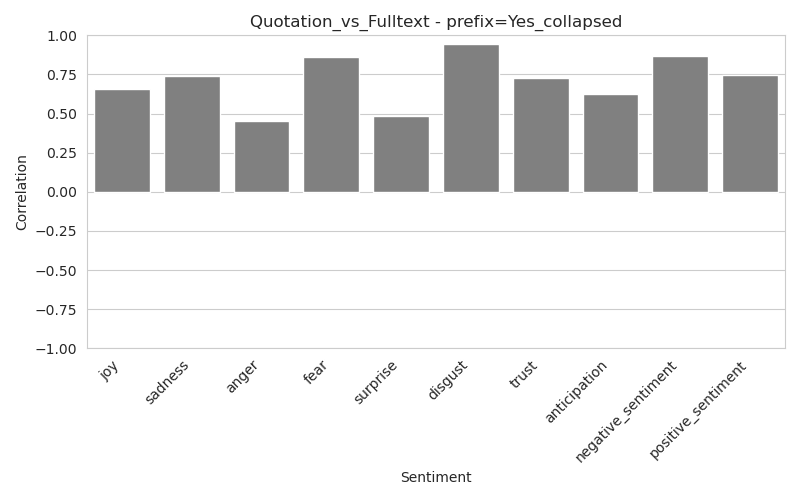 Quotation_vs_Fulltext - prefix=Yes_collapsed
1.00
0.75
0.50
0.25
0.00
−0.25
−0.50
−0.75
−1.00
Correlation
joy
sadness
anger
fear
surprise
disgust
trust
anticipation
negative_sentiment
positive_sentiment
Sentiment